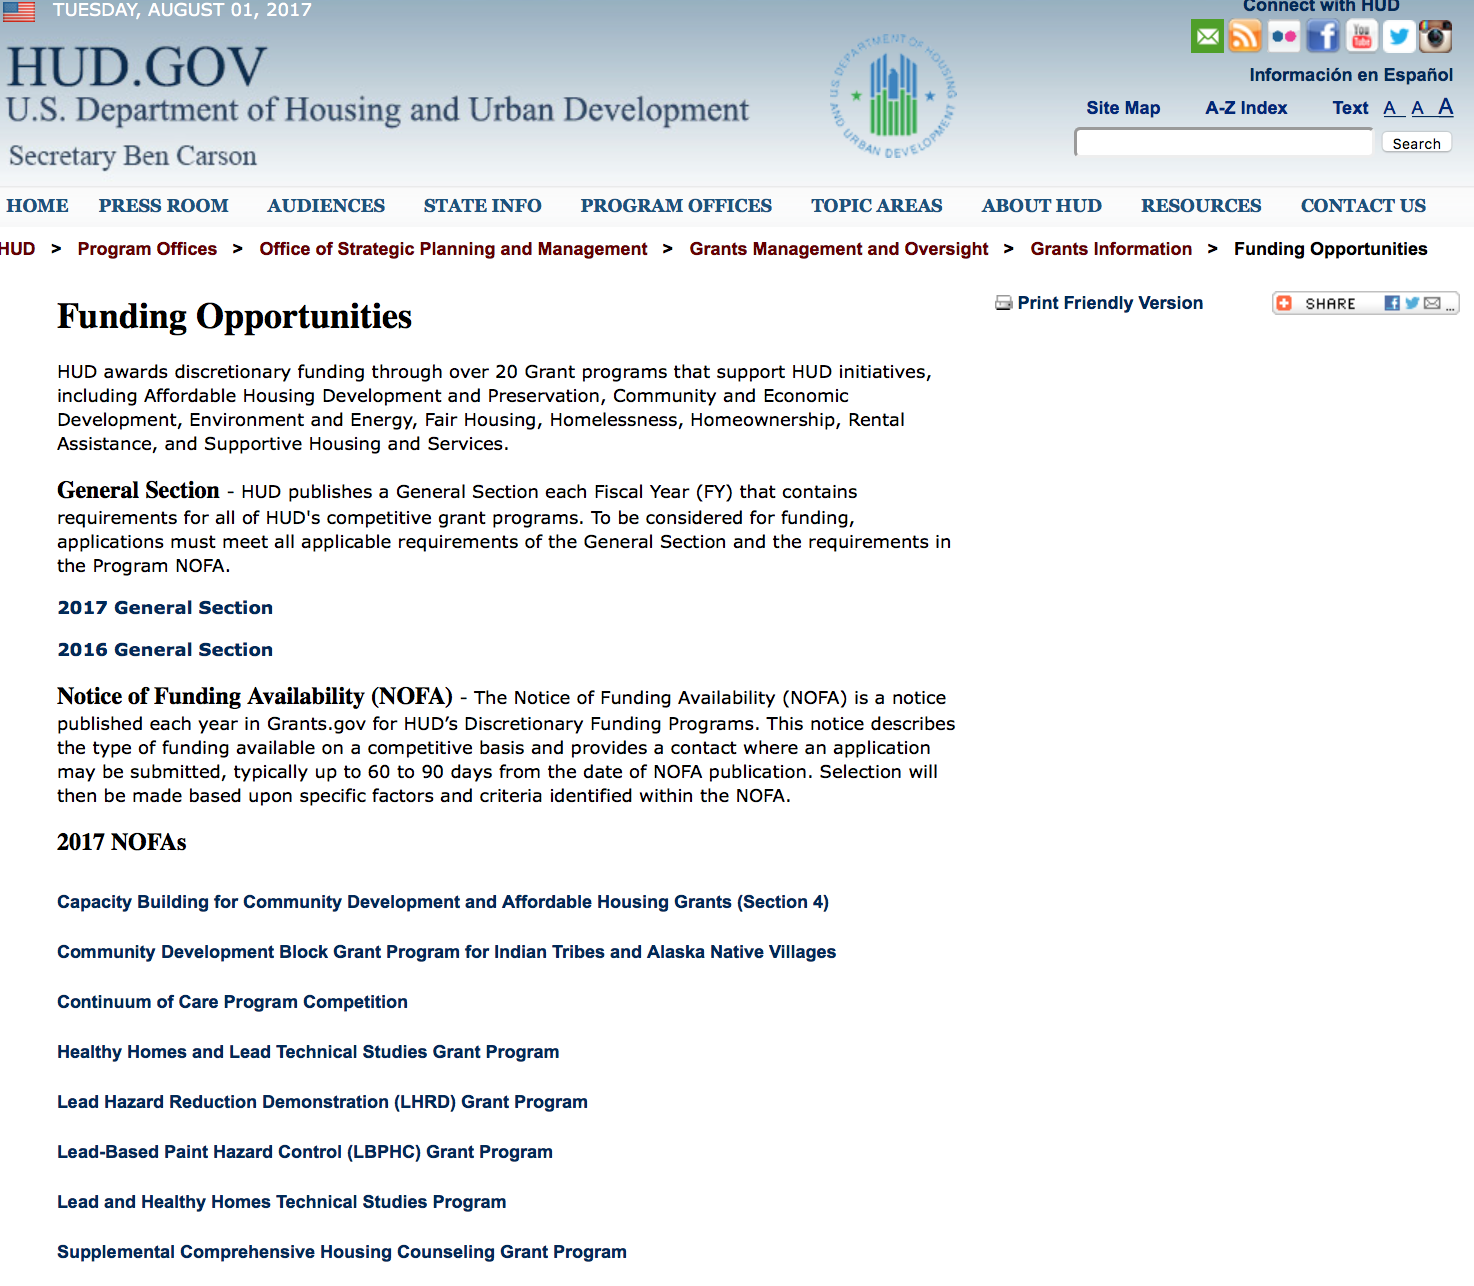 TUESDAY, AUGUST 01, 2017
Connect with HUD
HUD.GOV
U.S. Department of Housing and Urban Development
Secretary Ben Carson
U.S. DEPARTMENT OF HOUSING AND URBAN DEVELOPMENT
You Tube
Información en Español
Site Map A-Z Index Text A A A
Search
HOME PRESS ROOM AUDIENCES STATE INFO PROGRAM OFFICES TOPIC AREAS ABOUT HUD RESOURCES CONTACT US
HUD > Program Offices > Office of Strategic Planning and Management > Grants Management and Oversight > Grants Information > Funding Opportunities
Print Friendly Version
SHARE ...
Funding Opportunities
HUD awards discretionary funding through over 20 Grant programs that support HUD initiatives,
including Affordable Housing Development and Preservation, Community and Economic
Development, Environment and Energy, Fair Housing, Homelessness, Homeownership, Rental
Assistance, and Supportive Housing and Services.
General Section - HUD publishes a General Section each Fiscal Year (FY) that contains
requirements for all of HUD's competitive grant programs. To be considered for funding,
applications must meet all applicable requirements of the General Section and the requirements in
the Program NOFA.
2017 General Section
2016 General Section
Notice of Funding Availability (NOFA) - The Notice of Funding Availability (NOFA) is a notice
published each year in Grants.gov for HUD’s Discretionary Funding Programs. This notice describes
the type of funding available on a competitive basis and provides a contact where an application
may be submitted, typically up to 60 to 90 days from the date of NOFA publication. Selection will
then be made based upon specific factors and criteria identified within the NOFA.
2017 NOFAs
Capacity Building for Community Development and Affordable Housing Grants (Section 4)
Community Development Block Grant Program for Indian Tribes and Alaska Native Villages
Continuum of Care Program Competition
Healthy Homes and Lead Technical Studies Grant Program
Lead Hazard Reduction Demonstration (LHRD) Grant Program
Lead-Based Paint Hazard Control (LBPHC) Grant Program
Lead and Healthy Homes Technical Studies Program
Supplemental Comprehensive Housing Counseling Grant Program